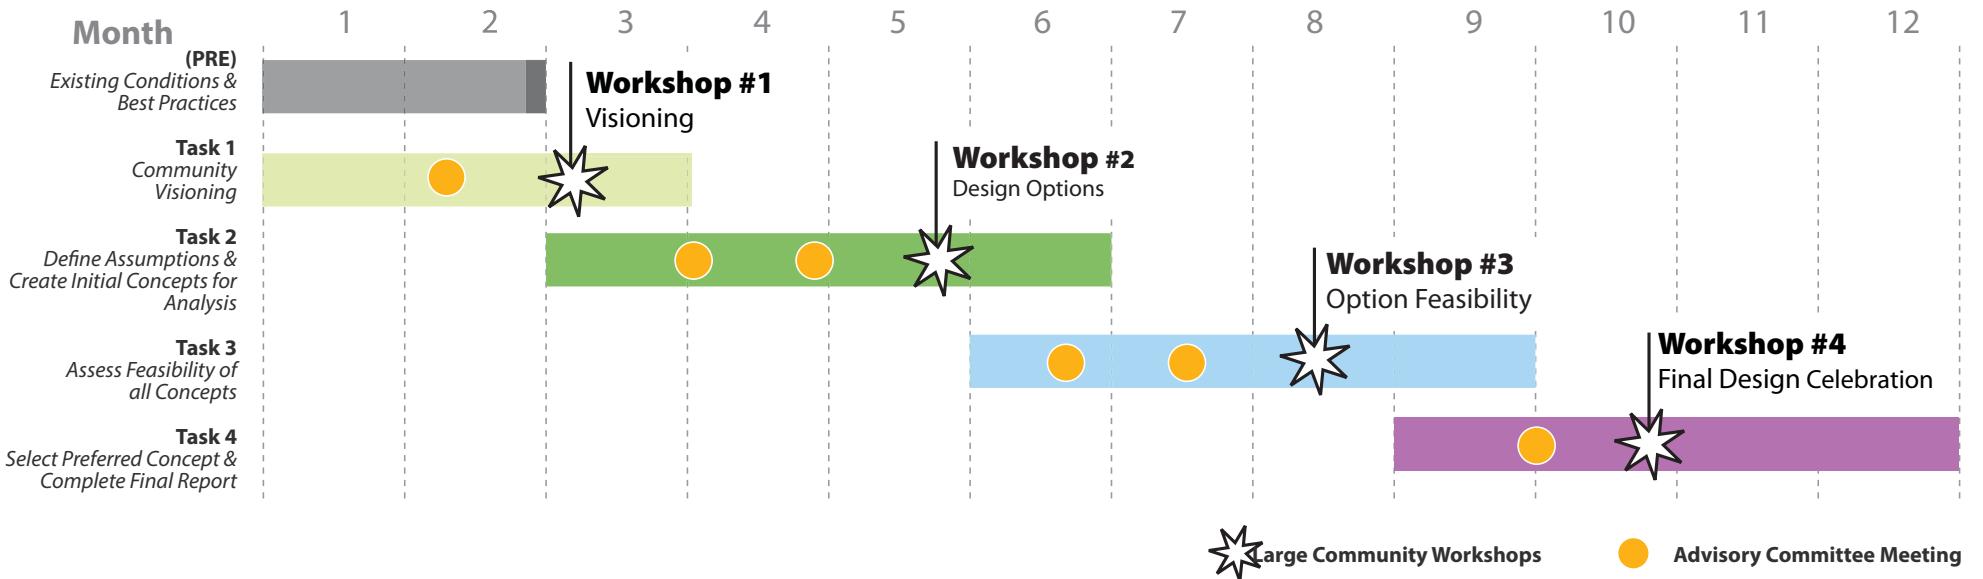 Month
1 2 3 4 5 6 7 8 9 10 11 12
(PRE)
Existing Conditions &
Best Practices
Workshop #1
Visioning
Task 1
Community
Visioning
Workshop #2
Design Options
Task 2
Define Assumptions &
Create Initial Concepts for
Analysis
Workshop #3
Option Feasibility
Task 3
Assess Feasibility of
all Concepts
Workshop #4
Final Design Celebration
Task 4
Select Preferred Concept &
Complete Final Report
Large Community Workshops
Advisory Committee Meeting